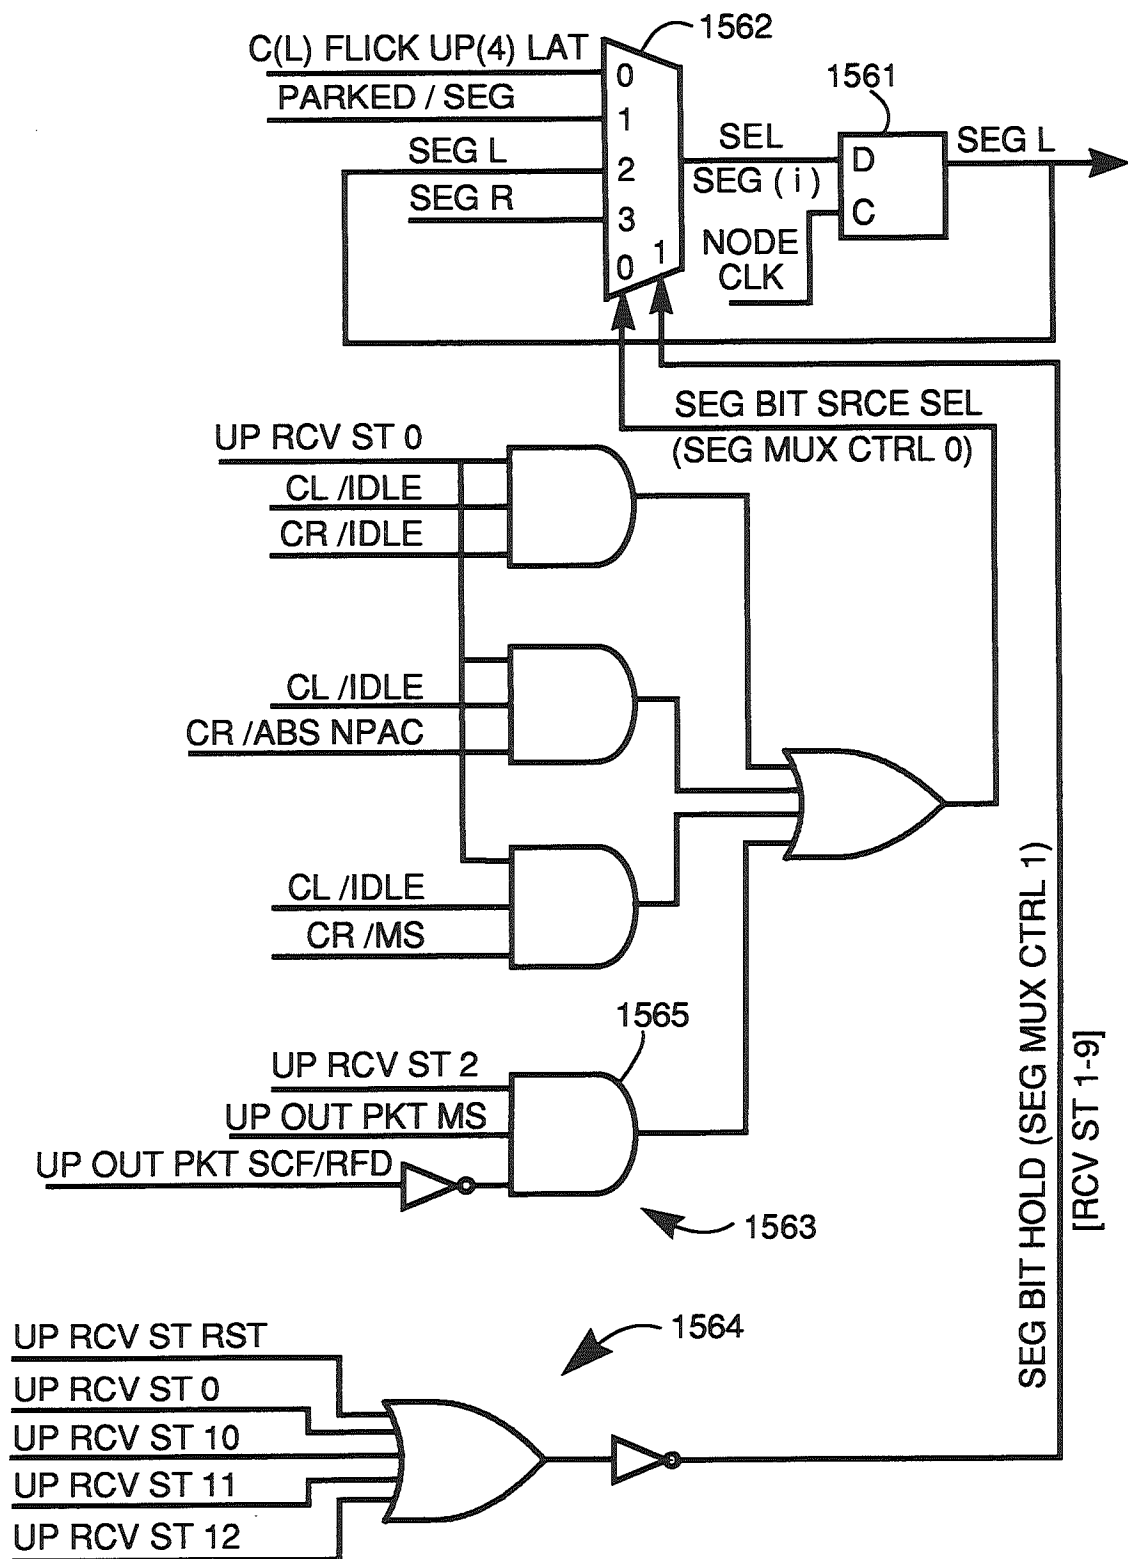 1562
C(L) FLICK UP(4) LAT
0
1561
PARKED / SEG
1
SEL
SEG L
SEG L
2
D
SEG ( i )
SEG R
3
C
NODE
CLK
0
1
SEG BIT SRCE SEL
(SEG MUX CTRL 0)
UP RCV ST 0
CL /IDLE
CR /IDLE
CL /IDLE
CR /ABS NPAC
CL /IDLE
CR /MS
1565
UP RCV ST 2
UP OUT PKT MS
UP OUT PKT SCF/RFD
1563
SEG BIT HOLD (SEG MUX CTRL 1)
[RCV ST 1-9]
1564
UP RCV ST RST
UP RCV ST 0
UP RCV ST 10
UP RCV ST 11
UP RCV ST 12